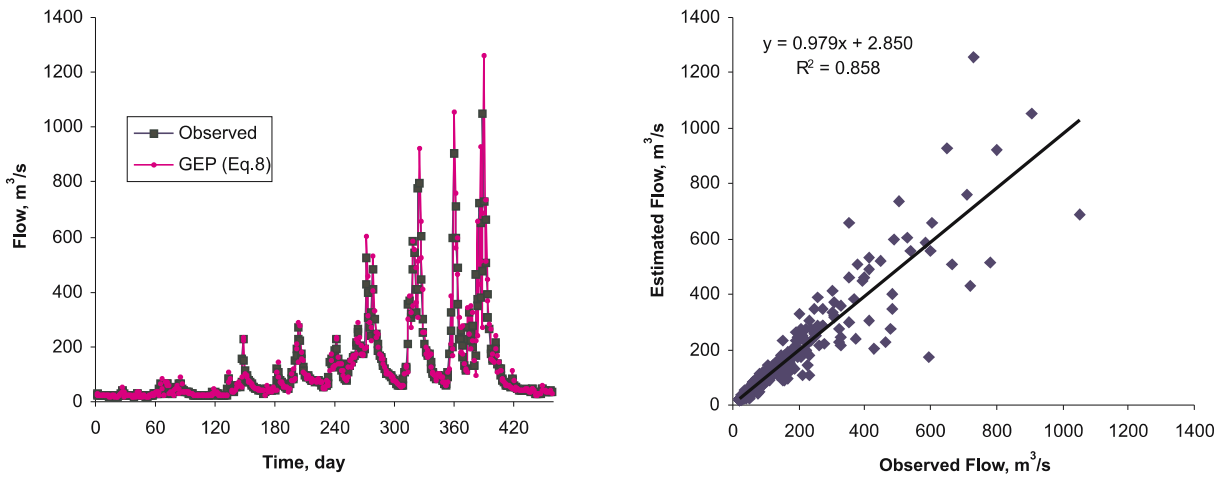 1400
1200
1000
800
600
400
200
0
Flow, m³/s
Observed
GEP (Eq.8)
0 60 120 180 240 300 360 420
Time, day
1400
1200
1000
800
600
400
200
0
Estimated Flow, m³/s
y = 0.979x + 2.850
R² = 0.858
0 200 400 600 800 1000 1200 1400
Observed Flow, m³/s